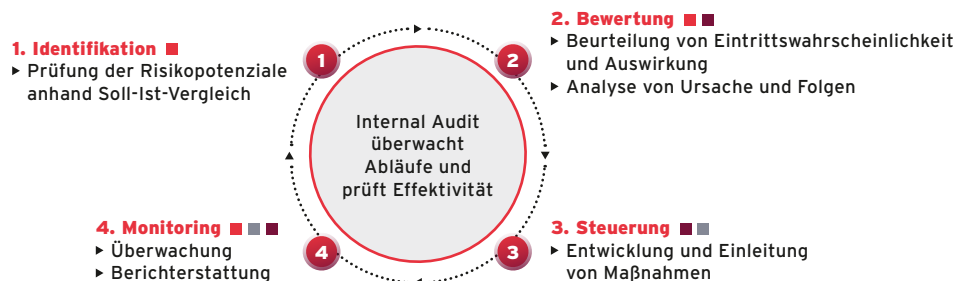 1. Identifikation
▸ Prüfung der Risikopotenziale
anhand Soll-Ist-Vergleich
1
2
2. Bewertung
▸ Beurteilung von Eintrittswahrscheinlichkeit
und Auswirkung
▸ Analyse von Ursache und Folgen
Internal Audit
überwacht
Abläufe und
prüft Effektivität
4. Monitoring
▸ Überwachung
▸ Berichterstattung
4
3
3. Steuerung
▸ Entwicklung und Einleitung
von Maßnahmen